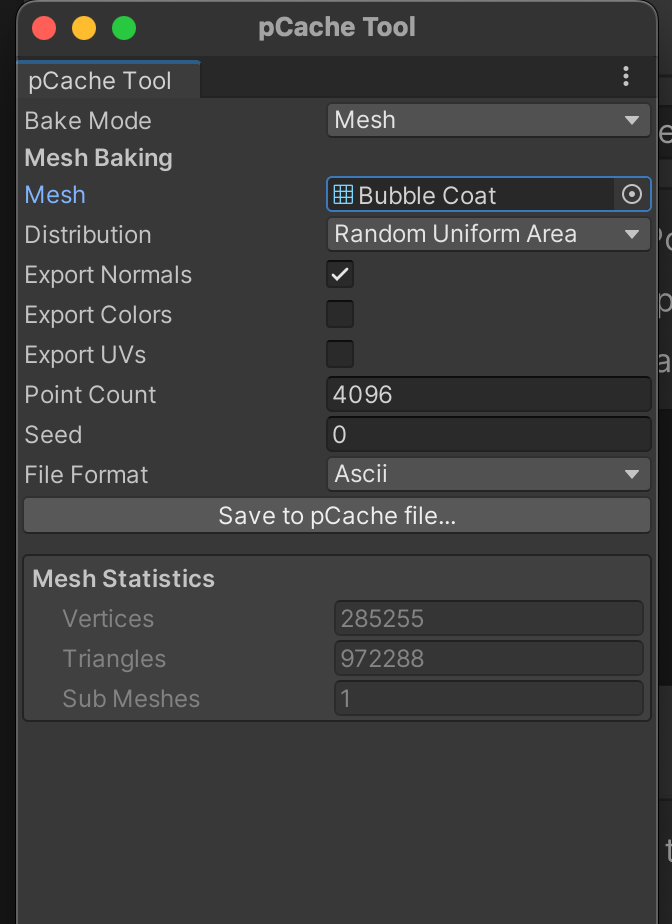 pCache Tool
pCache Tool
Bake Mode Mesh
Mesh Baking
Mesh Bubble Coat
Distribution Random Uniform Area
Export Normals
Export Colors
Export UVs
Point Count 4096
Seed 0
File Format Ascii
Save to pCache file...
Mesh Statistics
Vertices 285255
Triangles 972288
Sub Meshes 1